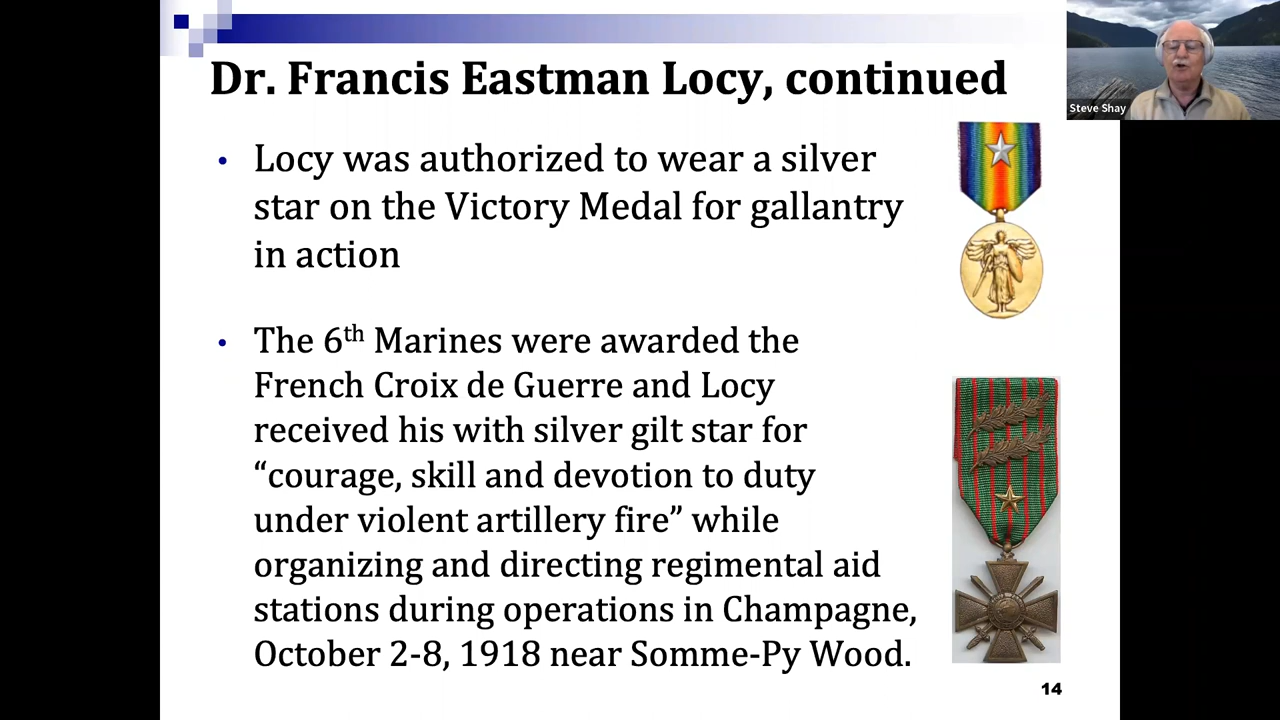 Dr. Francis Eastman Locy, continued
Steve Shay
• Locy was authorized to wear a silver
star on the Victory Medal for gallantry
in action
• The 6th Marines were awarded the
French Croix de Guerre and Locy
received his with silver gilt star for
“courage, skill and devotion to duty
under violent artillery fire” while
organizing and directing regimental aid
stations during operations in Champagne,
October 2-8, 1918 near Somme-Py Wood.
14